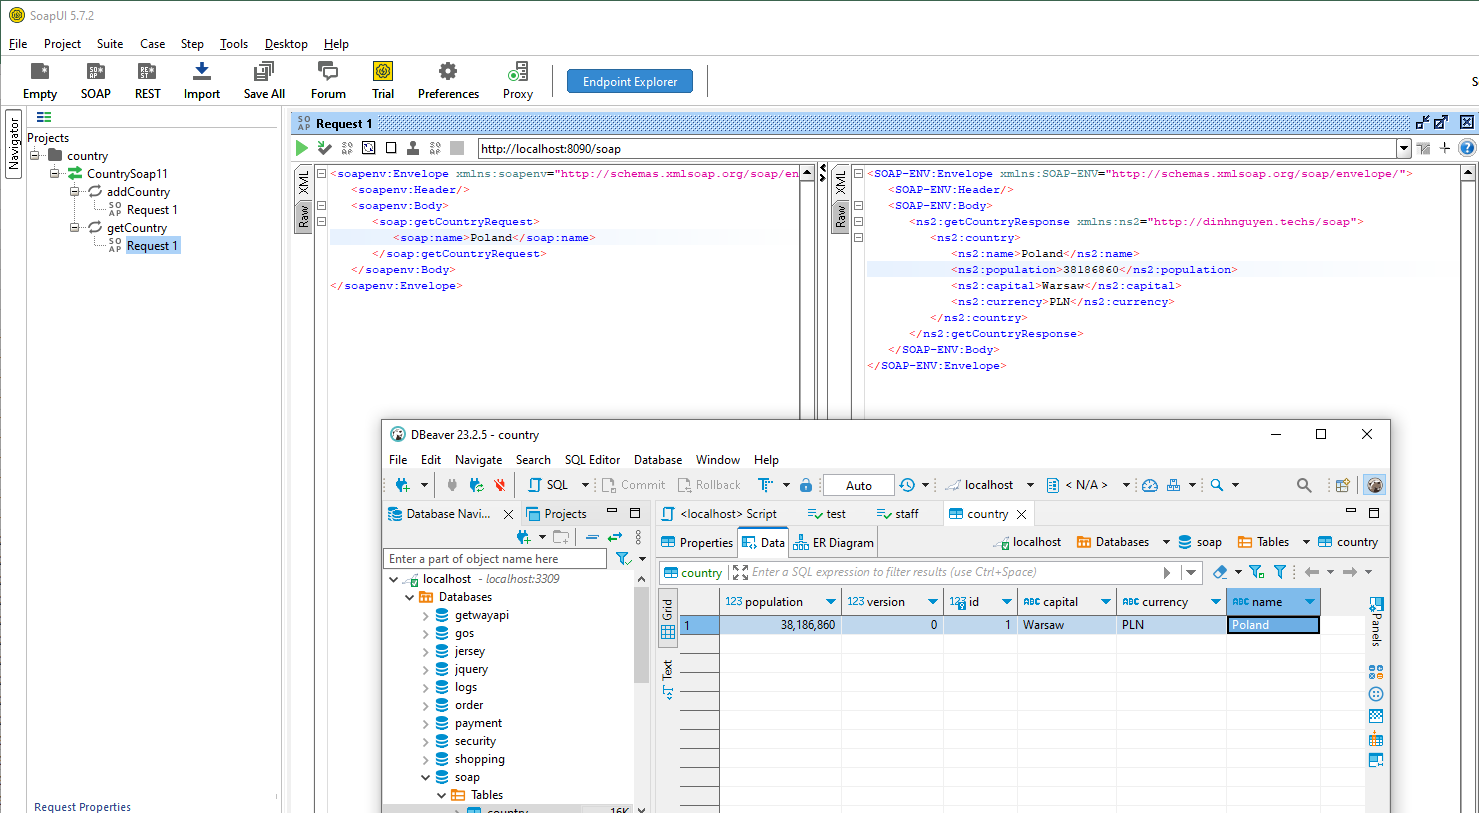 SoapUI 5.7.2
File Project Suite Case Step Tools Desktop Help
Empty SOAP REST Import Save All Forum Trial Preferences Proxy Endpoint Explorer
Navigator
Projects
country
CountrySoap11
addCountry
Request 1
getCountry
Request 1
Request Properties
SOAP Request 1
http://localhost:8090/soap
XML
Raw
<soapenv:Envelope xmlns:soapenv="http://schemas.xmlsoap.org/soap/en
<soapenv:Header/>
<soapenv:Body>
<soap:getCountryRequest>
<soap:name>Poland</soap:name>
</soap:getCountryRequest>
</soapenv:Body>
</soapenv:Envelope>
XML
Raw
<SOAP-ENV:Envelope xmlns:SOAP-ENV="http://schemas.xmlsoap.org/soap/envelope/">
<SOAP-ENV:Header/>
<SOAP-ENV:Body>
<ns2:getCountryResponse xmlns:ns2="http://dinhnguyen.techs/soap">
<ns2:country>
<ns2:name>Poland</ns2:name>
<ns2:population>38186860</ns2:population>
<ns2:capital>Warsaw</ns2:capital>
<ns2:currency>PLN</ns2:currency>
</ns2:country>
</ns2:getCountryResponse>
</SOAP-ENV:Body>
</SOAP-ENV:Envelope>
DBeaver 23.2.5 - country
File Edit Navigate Search SQL Editor Database Window Help
SQL Commit Rollback Auto localhost < N/A >
Database Navi... Projects
Enter a part of object name here
localhost - localhost:3309
Databases
getwayapi
gos
jersey
jquery
logs
order
payment
security
shopping
soap
Tables
country 16K
<localhost> Script test staff country
Properties Data ER Diagram localhost Databases soap Tables country
country Enter a SQL expression to filter results (use Ctrl+Space)
Grid
Text
123 population 123 version 123 id ABC capital ABC currency ABC name
1 38,186,860 0 1 Warsaw PLN Poland
Panels